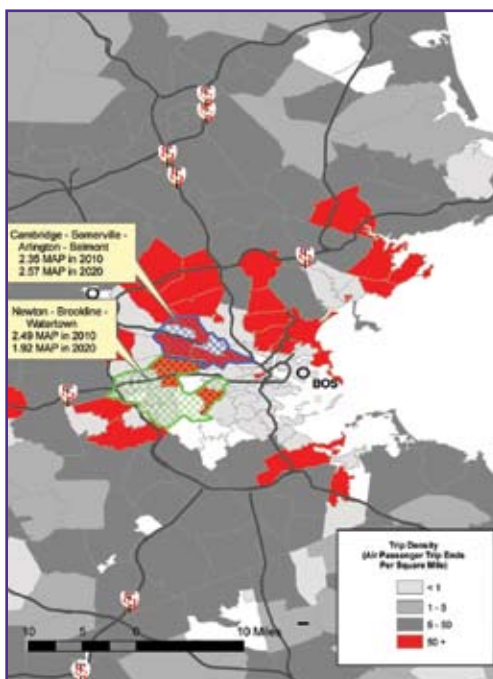 Cambridge - Somerville -
Arlington - Belmont
2.35 MAP in 2010
2.57 MAP in 2020
Newton - Brookline -
Watertown
2.49 MAP in 2010
1.92 MAP in 2020
BOS
Trip Density
(Air Passenger Trip Ends
Per Square Mile)
< 1
1 - 5
5 - 50
50 +
10 5 0 10 Miles